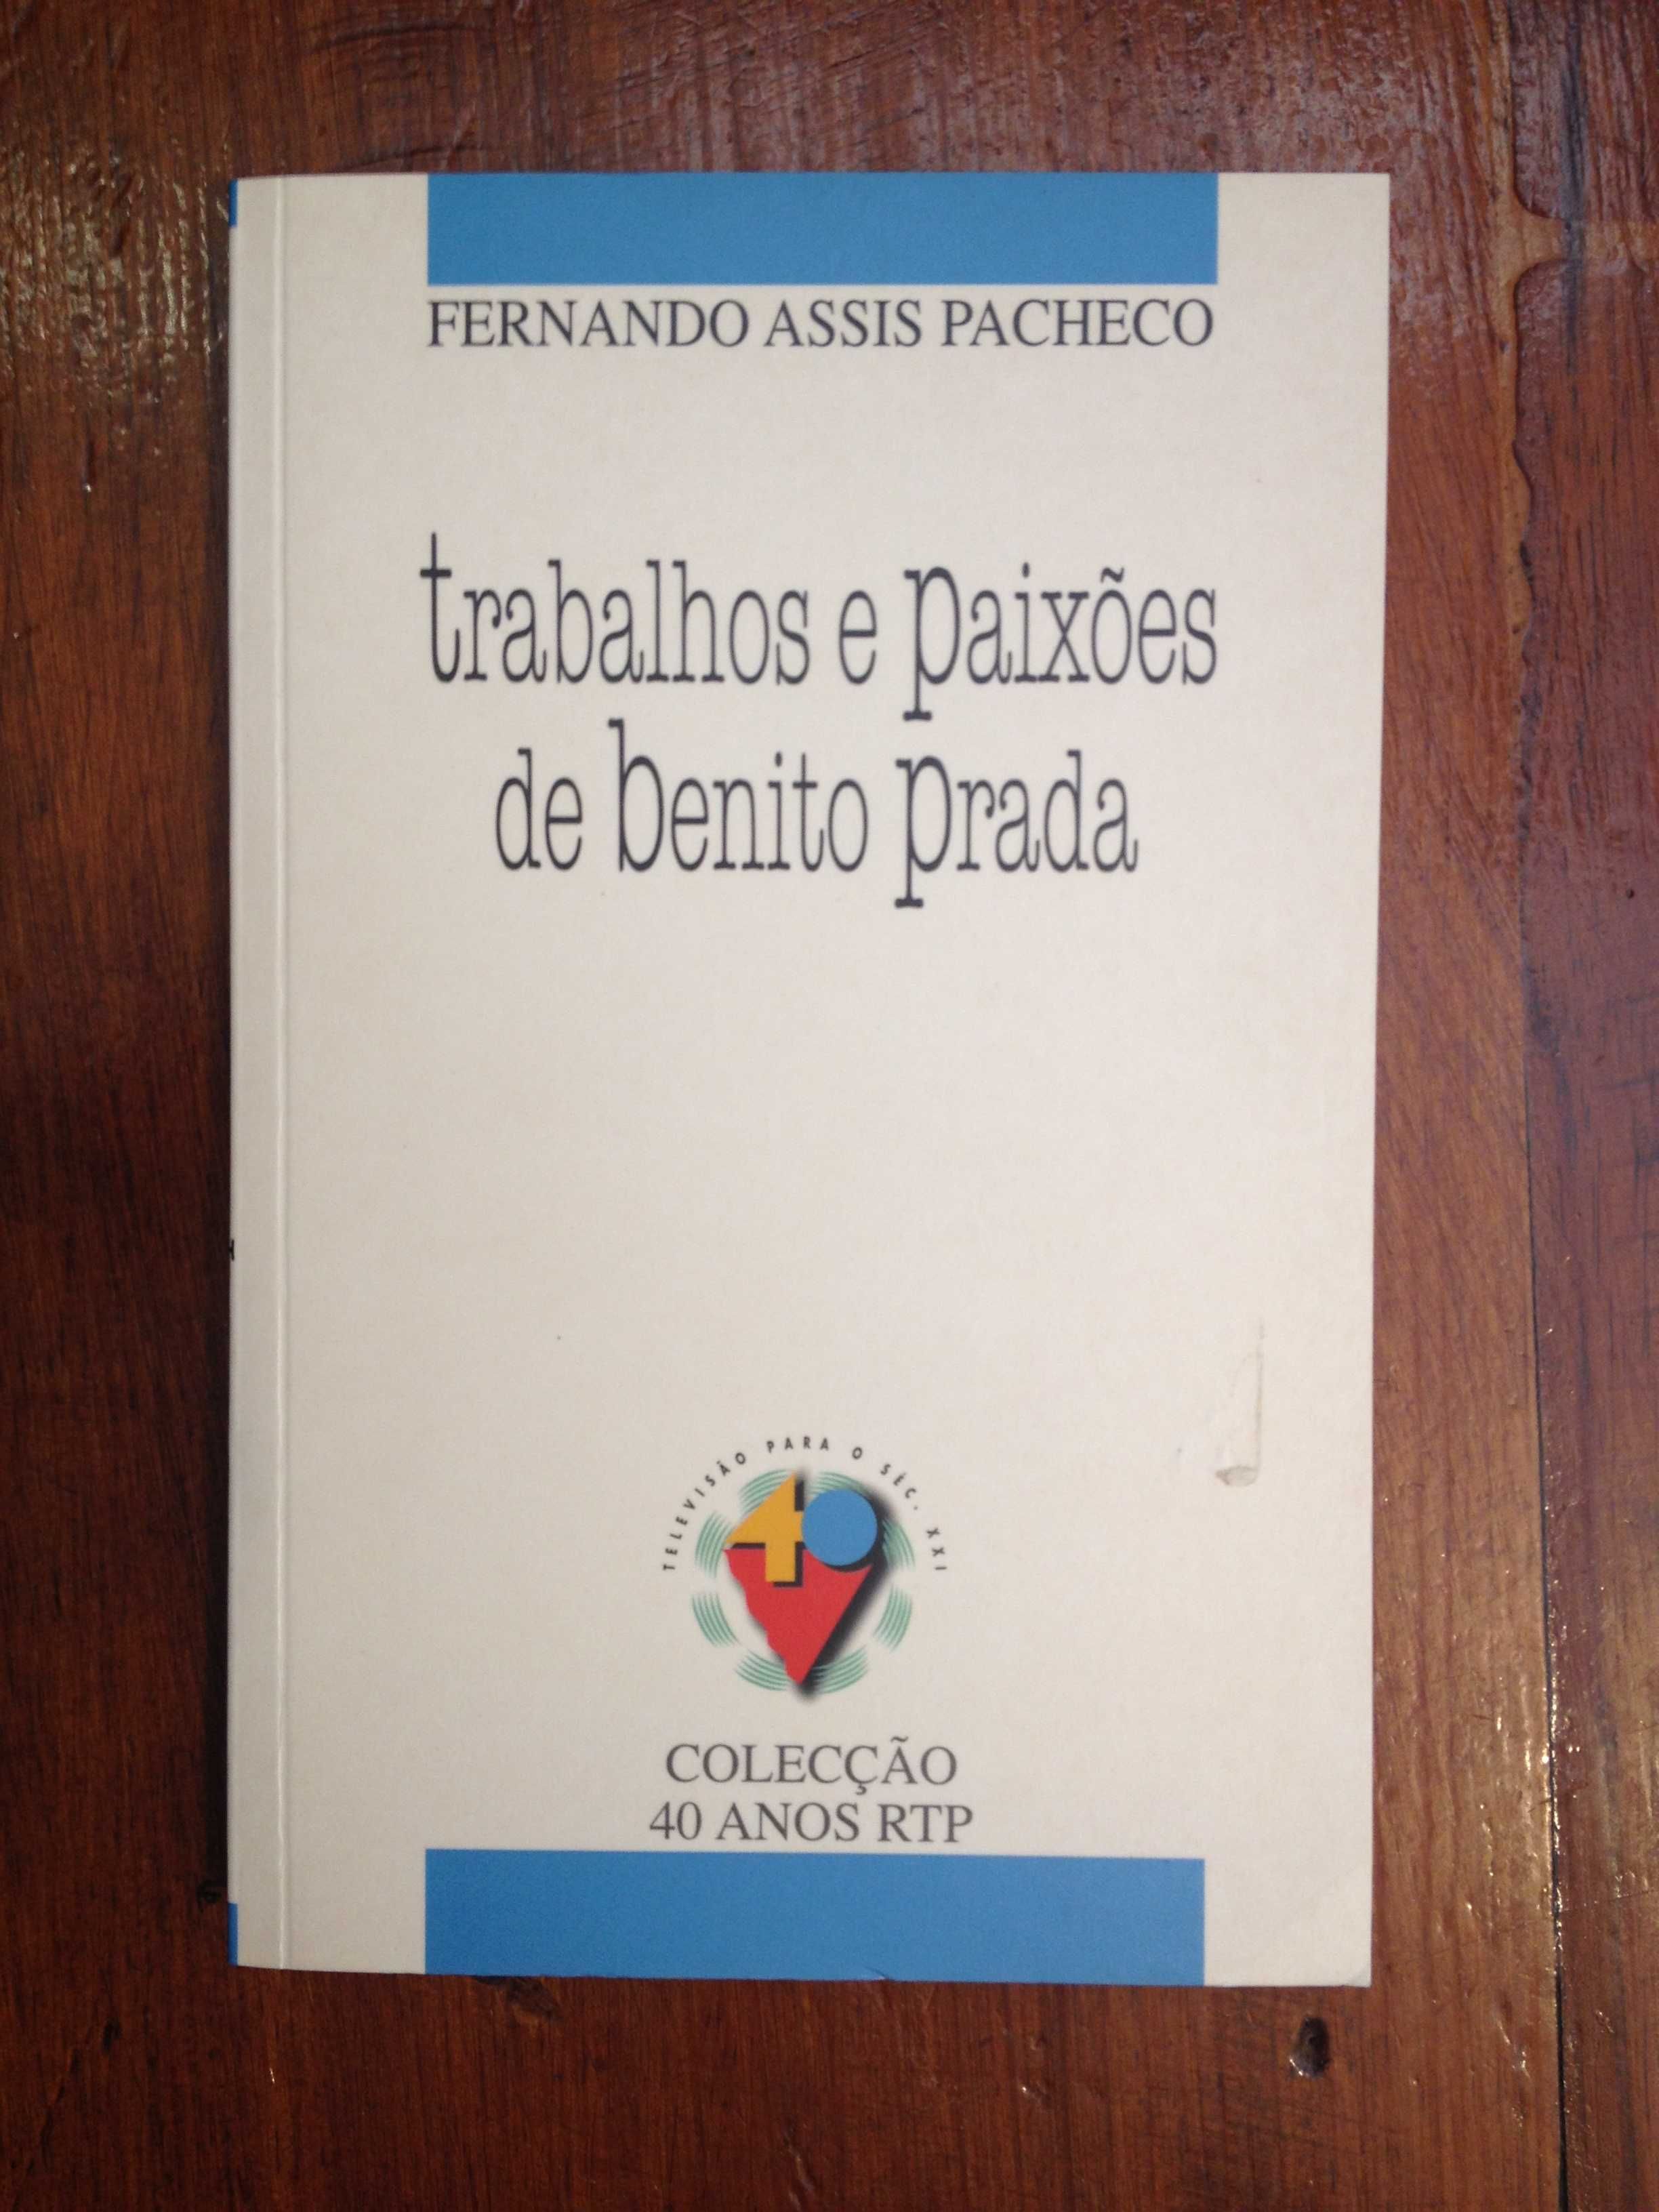 FERNANDO ASSIS PACHECO
trabalhos e paixões
de benito prada
TELEVISÃO PARA O SÉC. XXI
40
COLECÇÃO
40 ANOS RTP